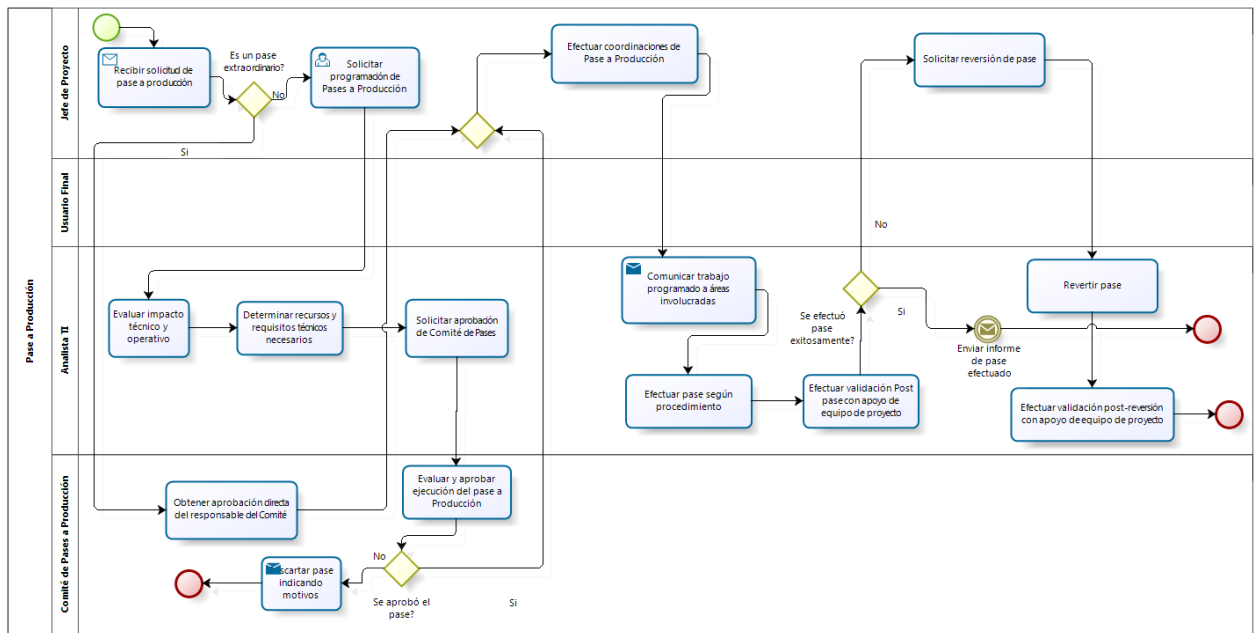 Pase a Producción
Jefe de Proyecto
Recibir solicitud de
pase a producción
Es un pase
extraordinario?
No
Si
Solicitar
programación de
Pases a Producción
Efectuar coordinaciones de
Pase a Producción
Solicitar reversión de pase
Usuario Final
No
Analista TI
Evaluar impacto
técnico y
operativo
Determinar recursos y
requisitos técnicos
necesarios
Solicitar aprobación
de Comité de Pases
Comunicar trabajo
programado a áreas
involucradas
Efectuar pase según
procedimiento
Efectuar validación Post
pase con apoyo de
equipo de proyecto
Se efectuó
pase
exitosamente?
Si
Enviar informe
de pase
efectuado
Revertir pase
Efectuar validación post-reversión
con apoyo de equipo de proyecto
Comité de Pases a Producción
Obtener aprobación directa
del responsable del Comité
Evaluar y aprobar
ejecución del pase a
Producción
No
scartar pase
indicando
motivos
Se aprobó el
pase?
Si